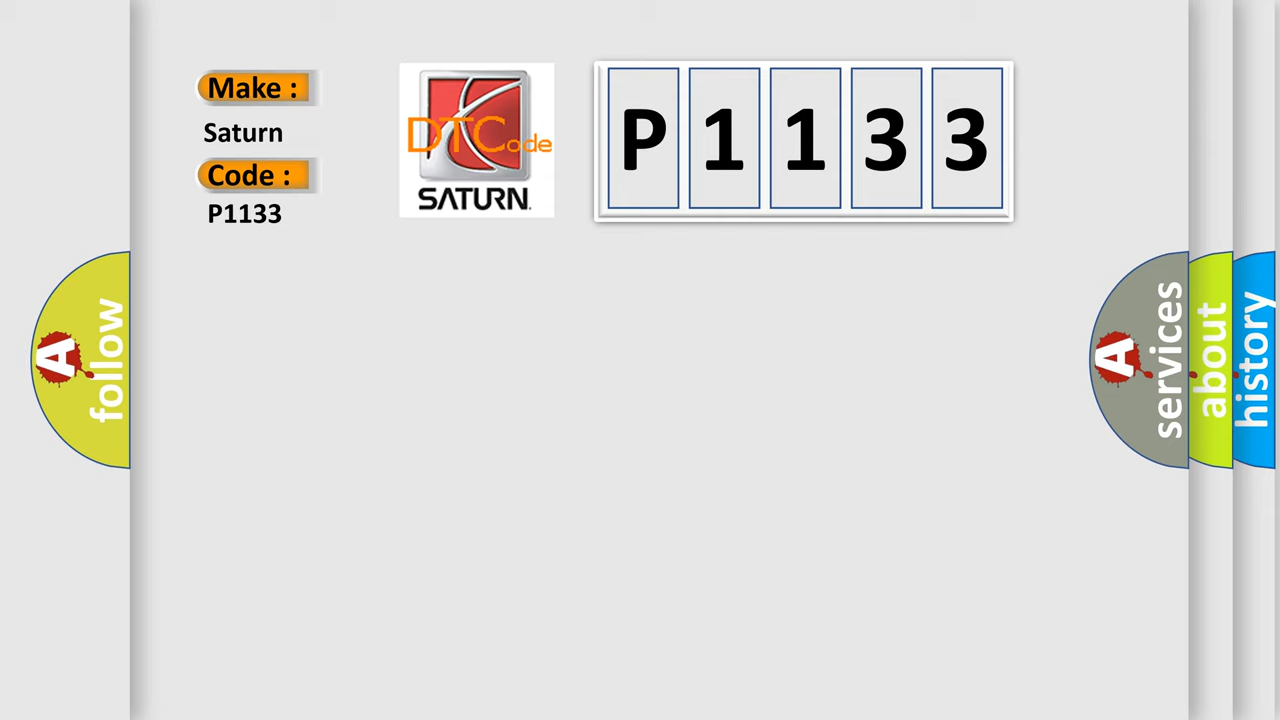 Make :
Saturn
Code :
P1133
DTCode
SATURN
P 1 1 3 3
A
follow
A
services
about
history